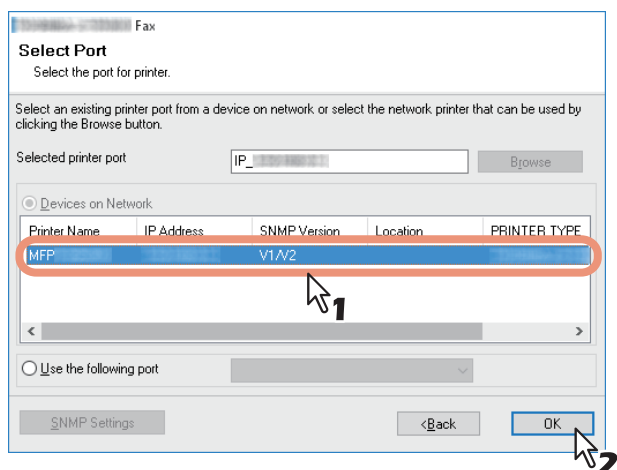 Fax
Select Port
Select the port for printer.
Select an existing printer port from a device on network or select the network printer that can be used by
clicking the Browse button.
Selected printer port IP_ Browse
Devices on Network
Printer Name IP Address SNMP Version Location PRINTER TYPE
MFP V1/V2
1
< >
Use the following port
SNMP Settings <Back OK
2